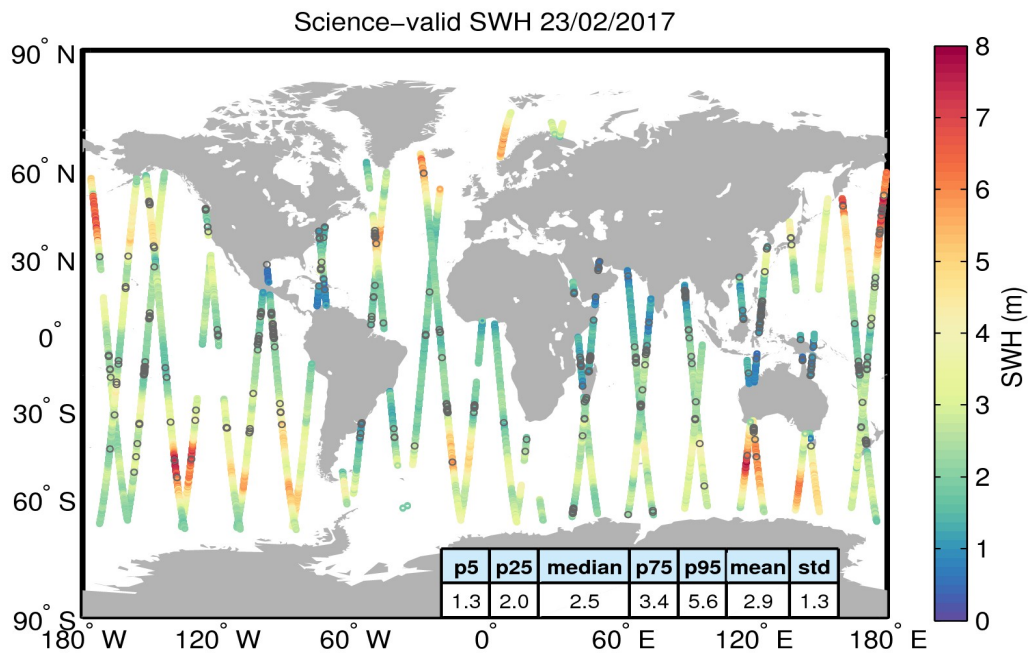 Science−valid SWH 23/02/2017
90° N
60° N
30° N
0°
30° S
60° S
90° S
180° W
120° W
60° W
0°
60° E
120° E
180° E
8
7
6
5
4
3
2
1
0
SWH (m)
p5 p25 median p75 p95 mean std
1.3 2.0 2.5 3.4 5.6 2.9 1.3